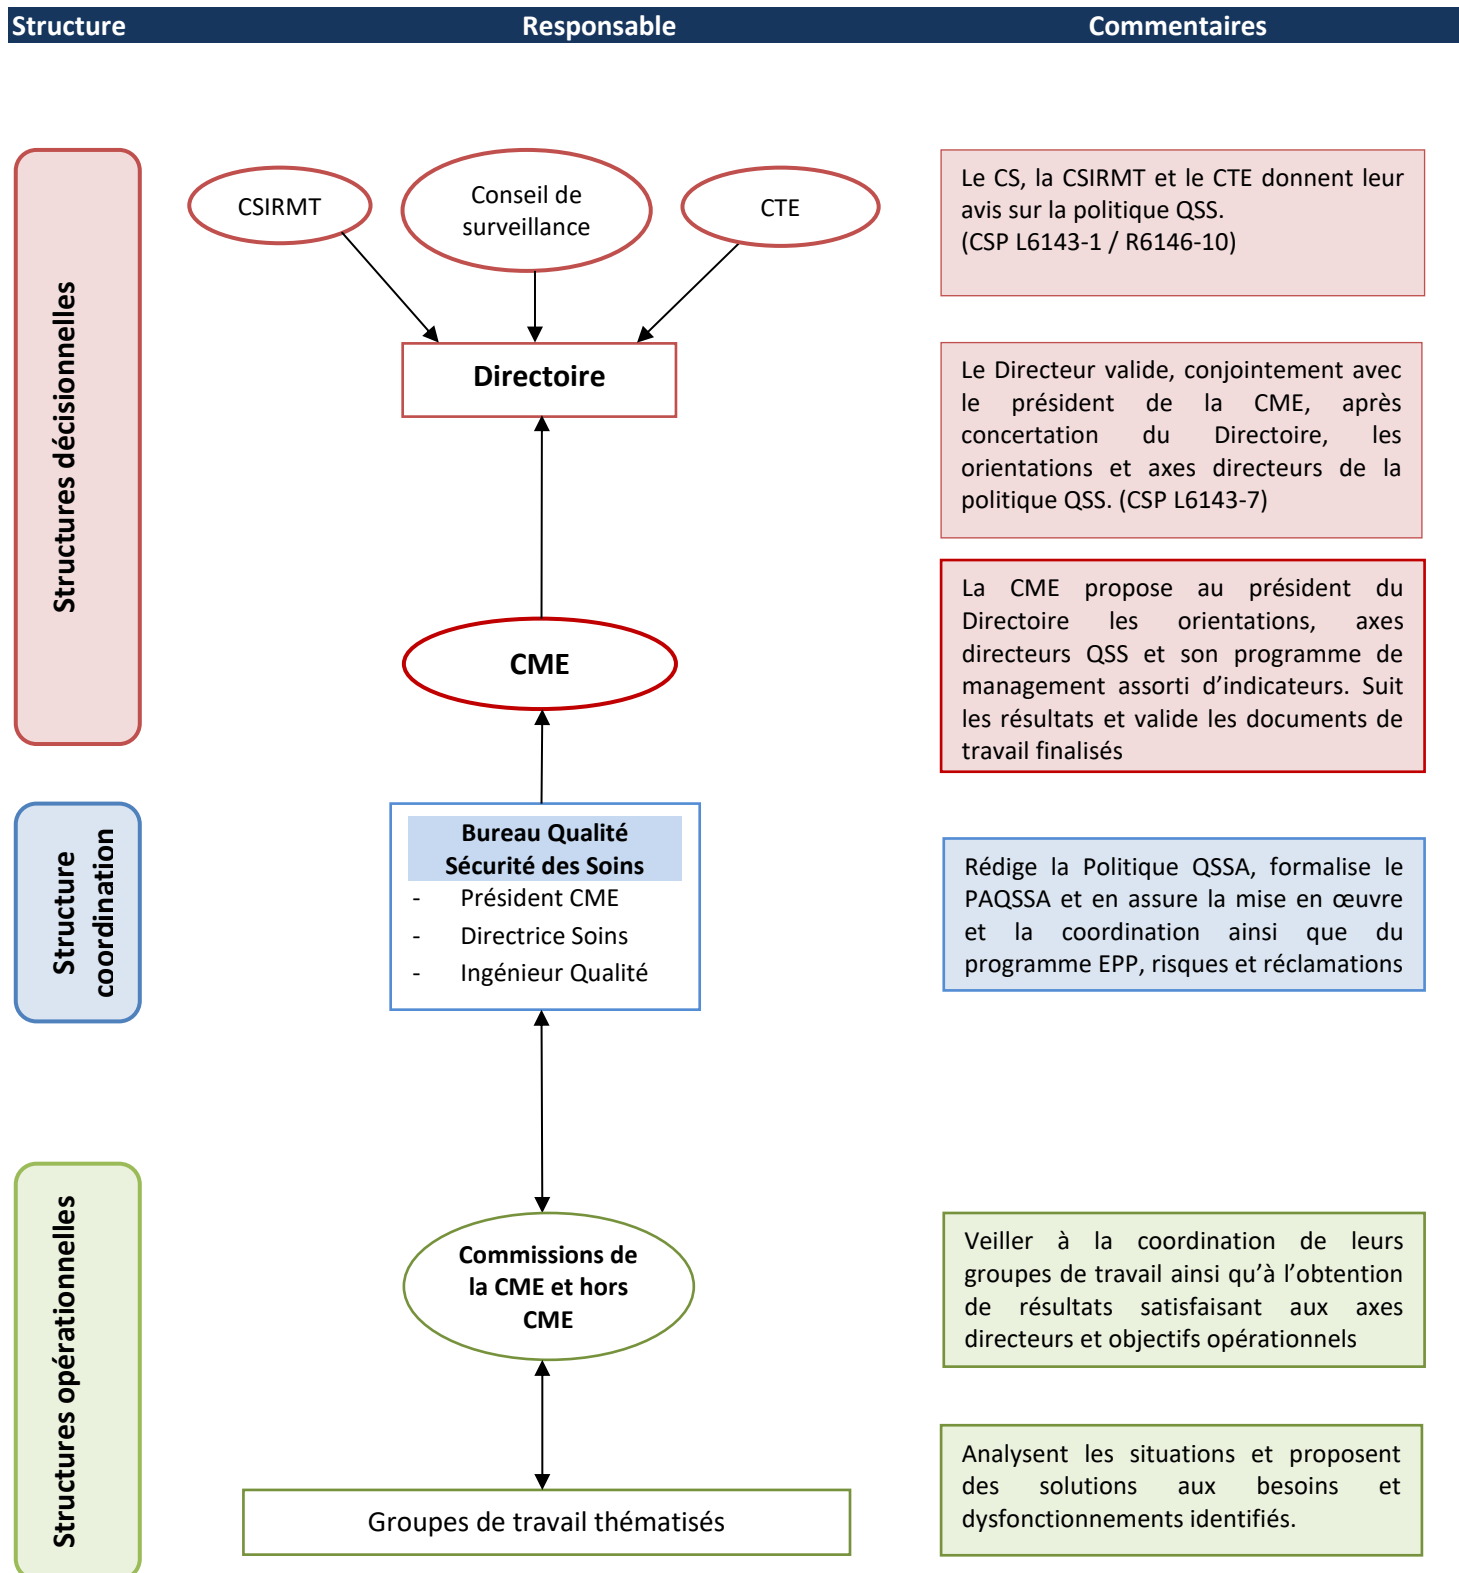 Structure Responsable Commentaires
Structures décisionnelles
CSIRMT
Conseil de
surveillance
CTE
Le CS, la CSIRMT et le CTE donnent leur
avis sur la politique QSS.
(CSP L6143-1 / R6146-10)
Directoire
Le Directeur valide, conjointement avec
le président de la CME, après
concertation du Directoire, les
orientations et axes directeurs de la
politique QSS. (CSP L6143-7)
CME
La CME propose au président du
Directoire les orientations, axes
directeurs QSS et son programme de
management assorti d’indicateurs. Suit
les résultats et valide les documents de
travail finalisés
Structure
coordination
Bureau Qualité
Sécurité des Soins
- Président CME
- Directrice Soins
- Ingénieur Qualité
Rédige la Politique QSSA, formalise le
PAQSSA et en assure la mise en œuvre
et la coordination ainsi que du
programme EPP, risques et réclamations
Structures opérationnelles
Commissions de
la CME et hors
CME
Veiller à la coordination de leurs
groupes de travail ainsi qu’à l’obtention
de résultats satisfaisant aux axes
directeurs et objectifs opérationnels
Groupes de travail thématisés
Analysent les situations et proposent
des solutions aux besoins et
dysfonctionnements identifiés.